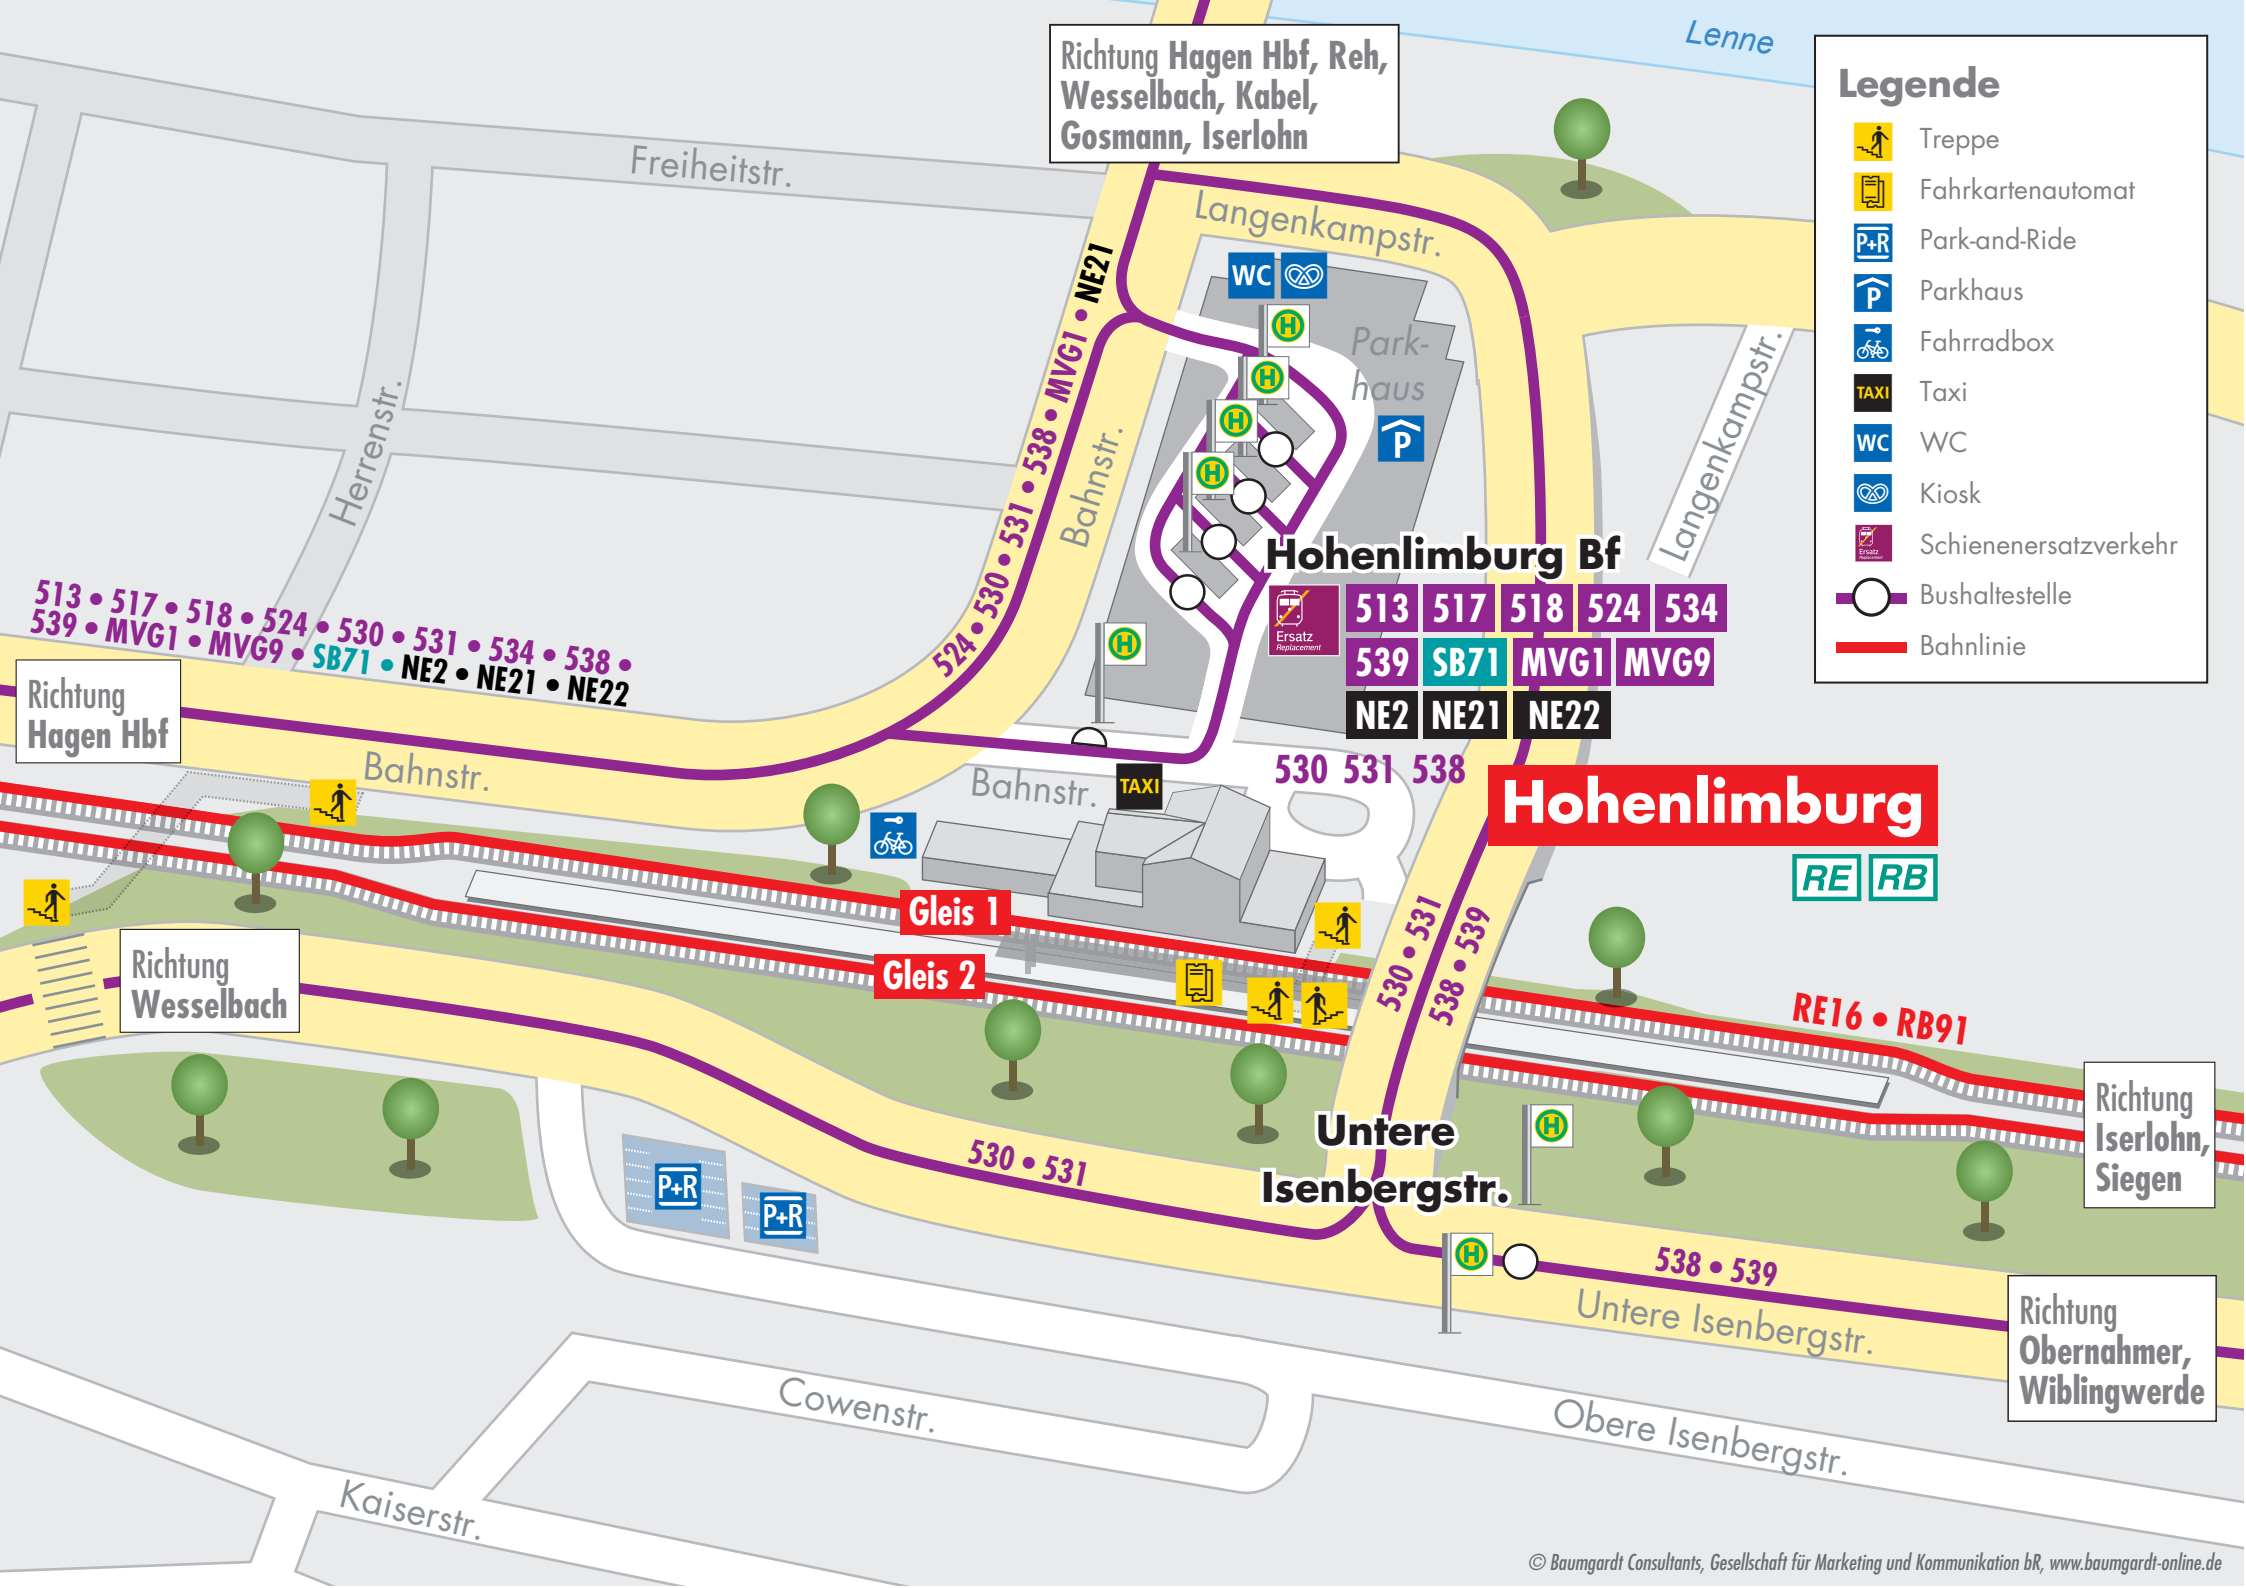 Lenne
Richtung Hagen Hbf, Reh,
Wesselbach, Kabel,
Gosmann, Iserlohn
Legende
Treppe
Fahrkartenautomat
P+R Park-and-Ride
P Parkhaus
Fahrradbox
TAXI Taxi
WC WC
Kiosk
Ersatz
Replacement
Schienenersatzverkehr
Bushaltestelle
Bahnlinie
Freiheitstr.
Langenkampstr.
WC
H
H
H
H
Park-
haus
P
Langenkampstr.
Herrenstr.
Bahnstr.
524 • 530 • 531 • 538 • MVG1 • NE21
513 • 517 • 518 • 524 • 530 • 531 • 534 • 538 •
539 • MVG1 • MVG9 • SB71 • NE2 • NE21 • NE22
Richtung
Hagen Hbf
Bahnstr.
H
Hohenlimburg Bf
Ersatz
Replacement
513 517 518 524 534
539 SB71 MVG1 MVG9
NE2 NE21 NE22
530 531 538
Bahnstr.
TAXI
Hohenlimburg
RE RB
Gleis 1
Gleis 2
530 • 531
538 • 539
RE16 • RB91
Richtung
Wesselbach
Richtung
Iserlohn,
Siegen
H
Untere
Isenbergstr.
530 • 531
P+R
P+R
H
538 • 539
Untere Isenbergstr.
Richtung
Obernahmer,
Wiblingwerde
Cowenstr.
Obere Isenbergstr.
Kaiserstr.
© Baumgardt Consultants, Gesellschaft für Marketing und Kommunikation bR, www.baumgardt-online.de